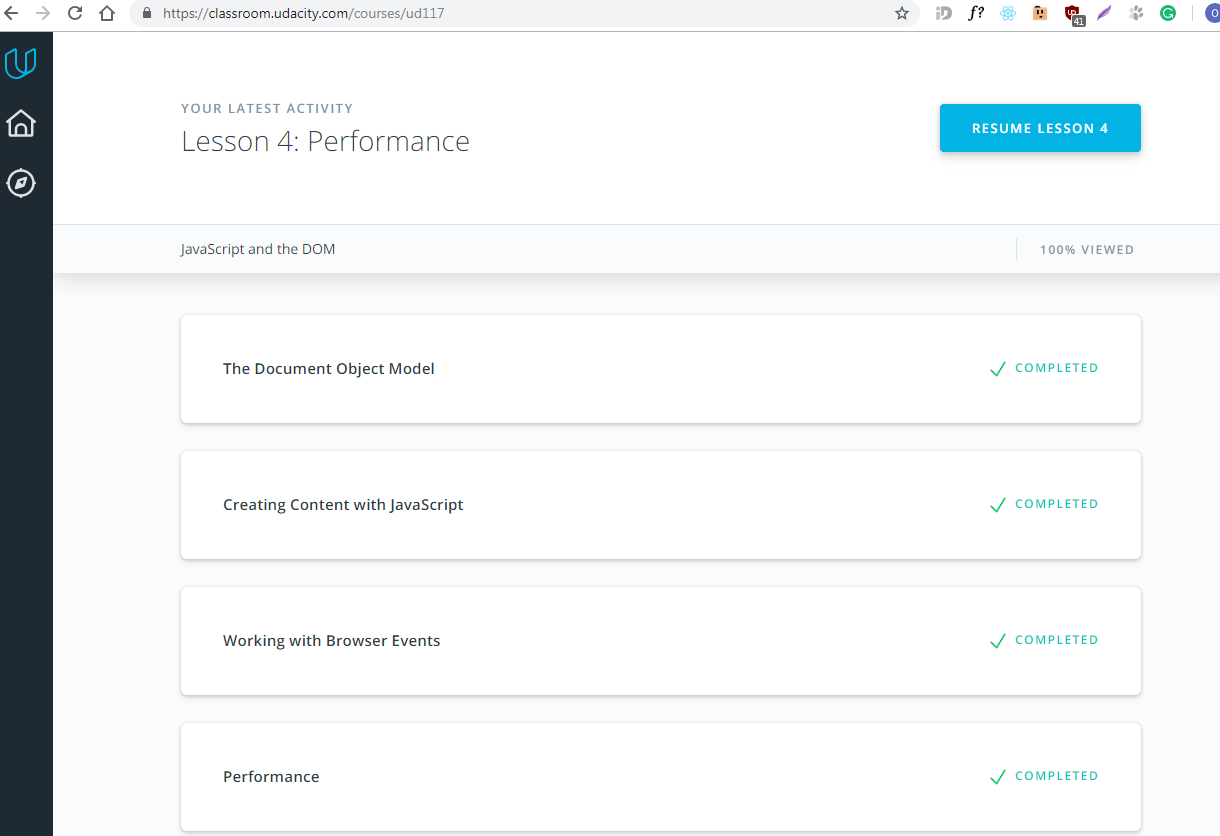 https://classroom.udacity.com/courses/ud117
f?
41
YOUR LATEST ACTIVITY
Lesson 4: Performance
RESUME LESSON 4
JavaScript and the DOM
100% VIEWED
The Document Object Model
COMPLETED
Creating Content with JavaScript
COMPLETED
Working with Browser Events
COMPLETED
Performance
COMPLETED